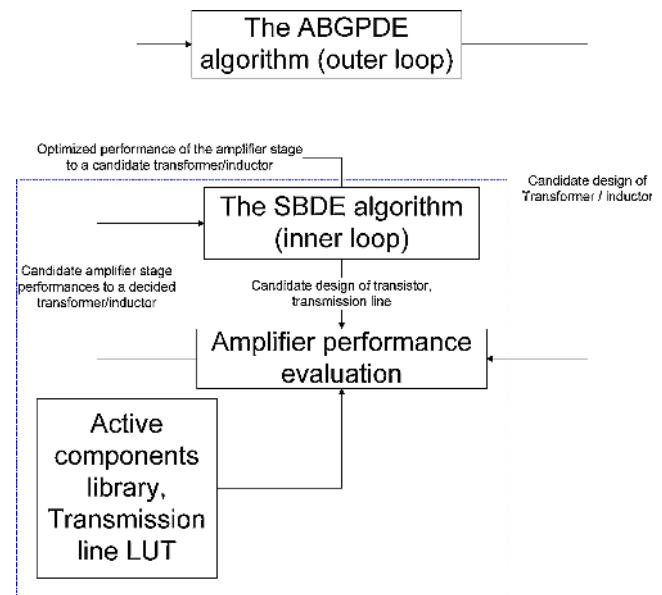 The ABGPDE
algorithm (outer loop)
Optimized performance of the amplifier stage
to a candidate transformer/inductor
Candidate design of
Transformer / inductor
The SBDE algorithm
(inner loop)
Candidate amplifier stage
performances to a decided
transformer/inductor
Candidate design of transistor,
transmission line
Amplifier performance
evaluation
Active
components
library,
Transmission
line LUT